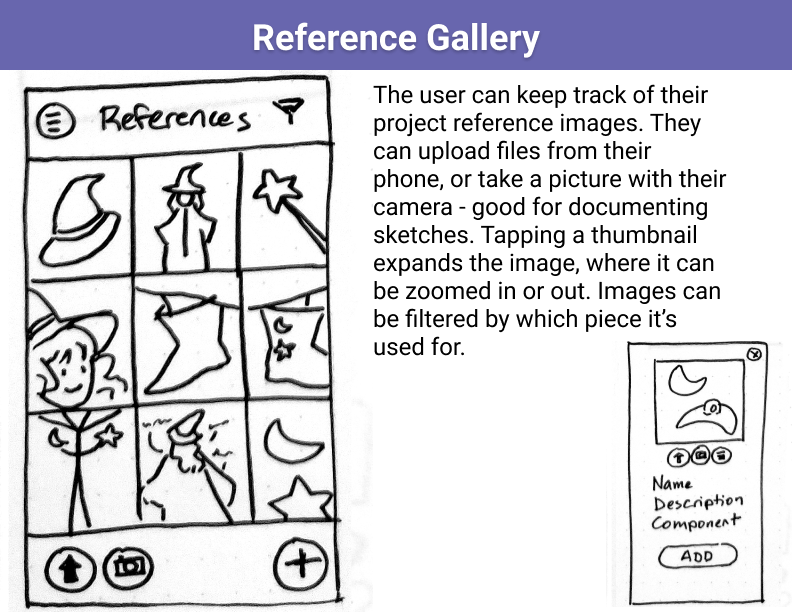 Reference Gallery
References
The user can keep track of their
project reference images. They
can upload files from their
phone, or take a picture with their
camera - good for documenting
sketches. Tapping a thumbnail
expands the image, where it can
be zoomed in or out. Images can
be filtered by which piece it’s
used for.
Name
Description
Component
ADD